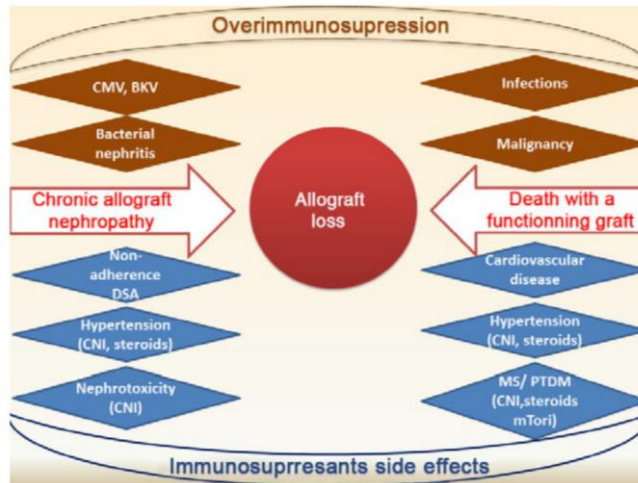 Overimmunosupression
CMV, BKV
Bacterial
nephritis
Infections
Malignancy
Chronic allograft
nephropathy
Allograft
loss
Death with a
functionning graft
Non-
adherence
DSA
Hypertension
(CNI, steroids)
Nephrotoxicity
(CNI)
Cardiovascular
disease
Hypertension
(CNI, steroids)
MS/ PTDM
(CNI,steroids
mTori)
Immunosuprresants side effects